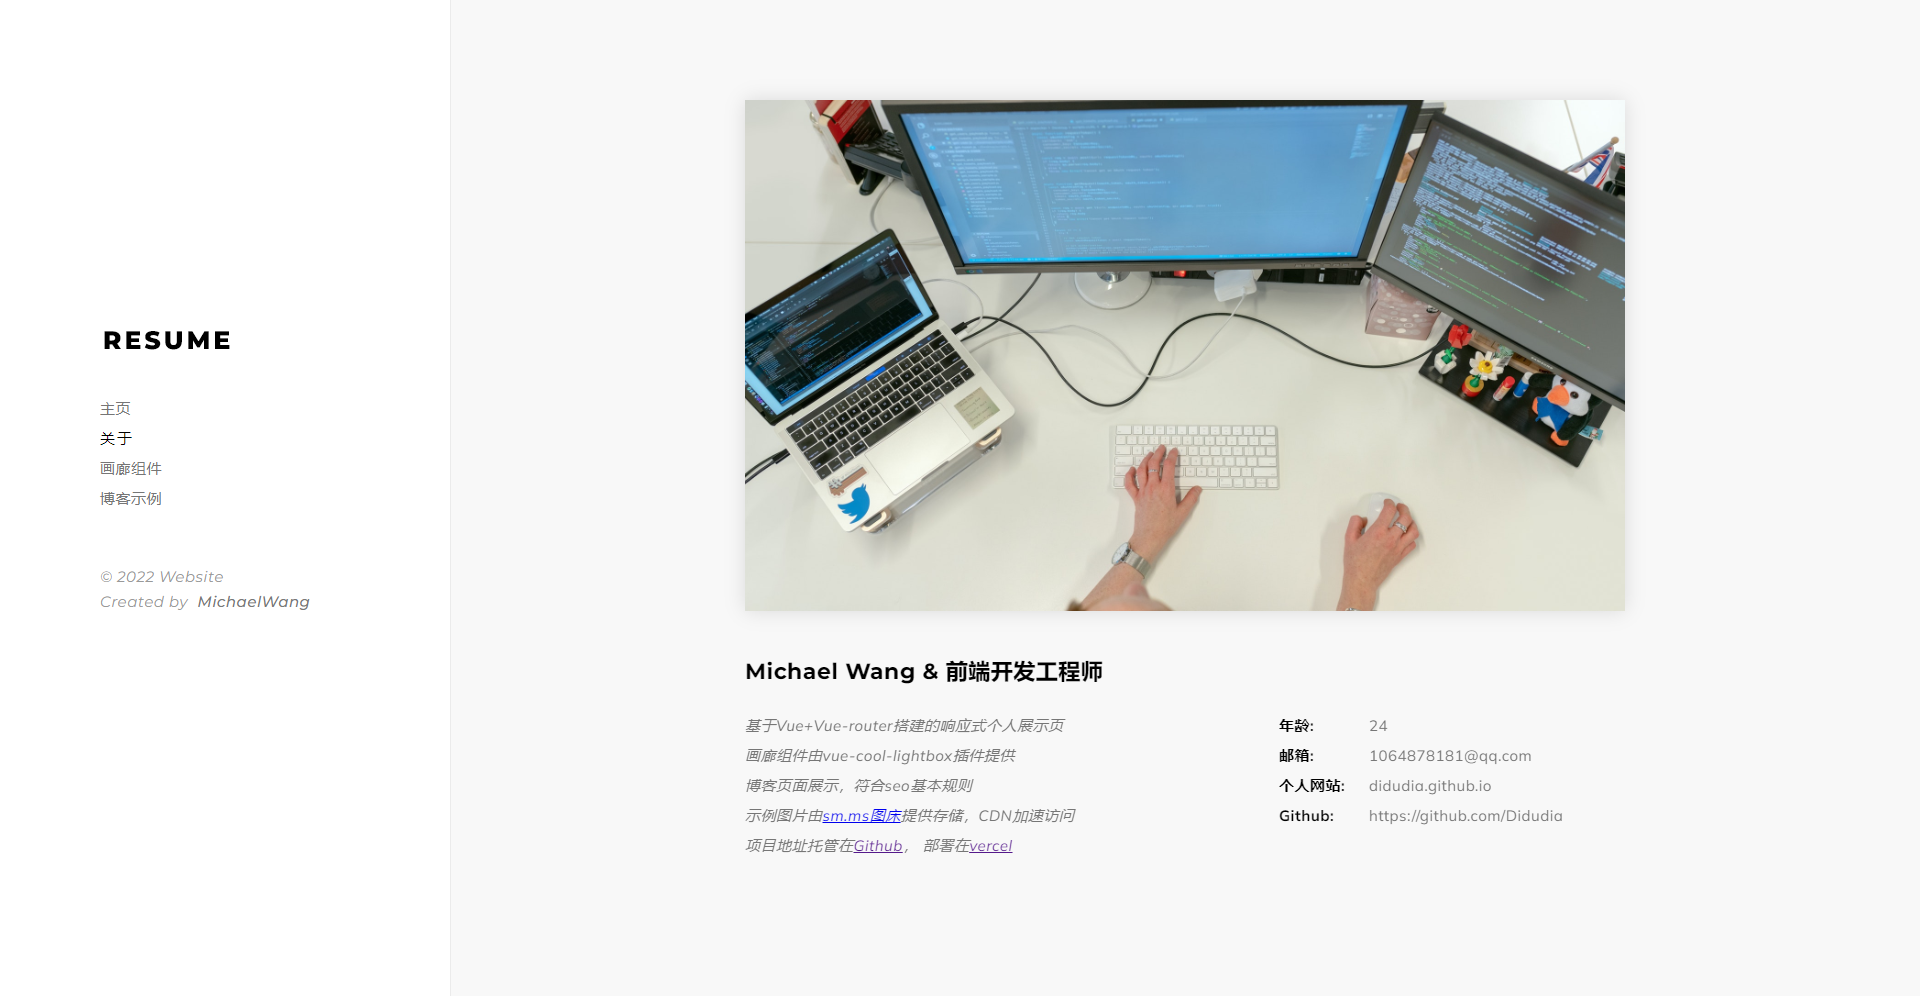 RESUME
主页
关于
画廊组件
博客示例
© 2022 Website
Created by MichaelWang
Michael Wang & 前端开发工程师
基于Vue+Vue-router搭建的响应式个人展示页
画廊组件由vue-cool-lightbox插件提供
博客页面展示，符合seo基本规则
示例图片由sm.ms图床提供存储，CDN加速访问
项目地址托管在Github， 部署在vercel
年龄: 24
邮箱: 1064878181@qq.com
个人网站: didudia.github.io
Github: https://github.com/Didudia